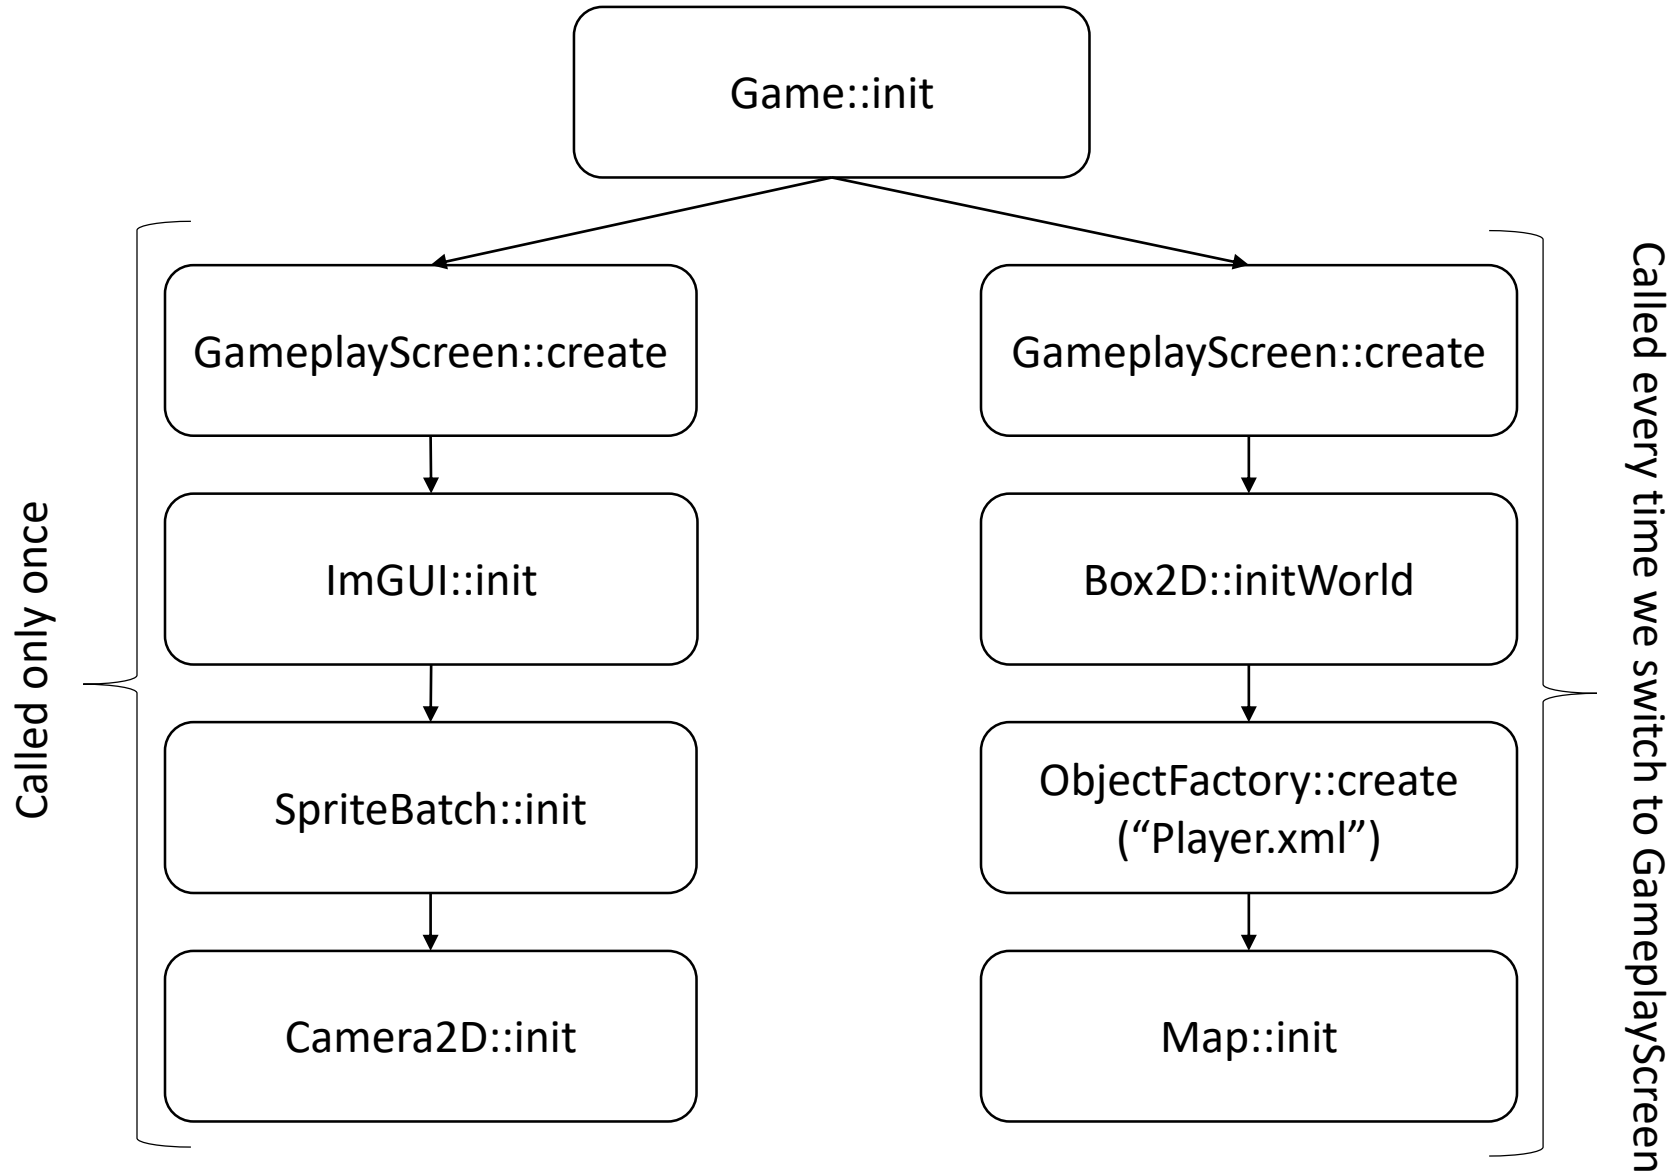 Game::init
Called only once
GameplayScreen::create
ImGUI::init
SpriteBatch::init
Camera2D::init
GameplayScreen::create
Box2D::initWorld
ObjectFactory::create
(“Player.xml”)
Map::init
Called every time we switch to GameplayScreen